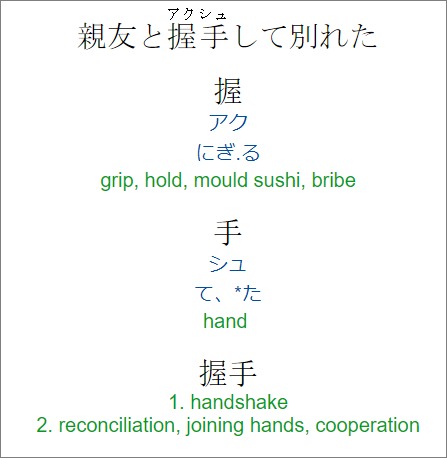 アクシュ
親友と握手して別れた
握
アク
にぎ.る
grip, hold, mould sushi, bribe
手
シュ
て、*た
hand
握手
1. handshake
2. reconciliation, joining hands, cooperation